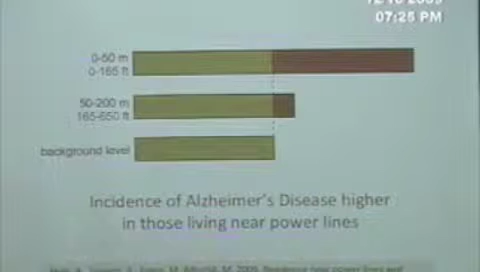 07:25 PM
0-50 m
0-165 ft
50-200 m
165-650 ft
background level
Incidence of Alzheimer's Disease higher
in those living near power lines